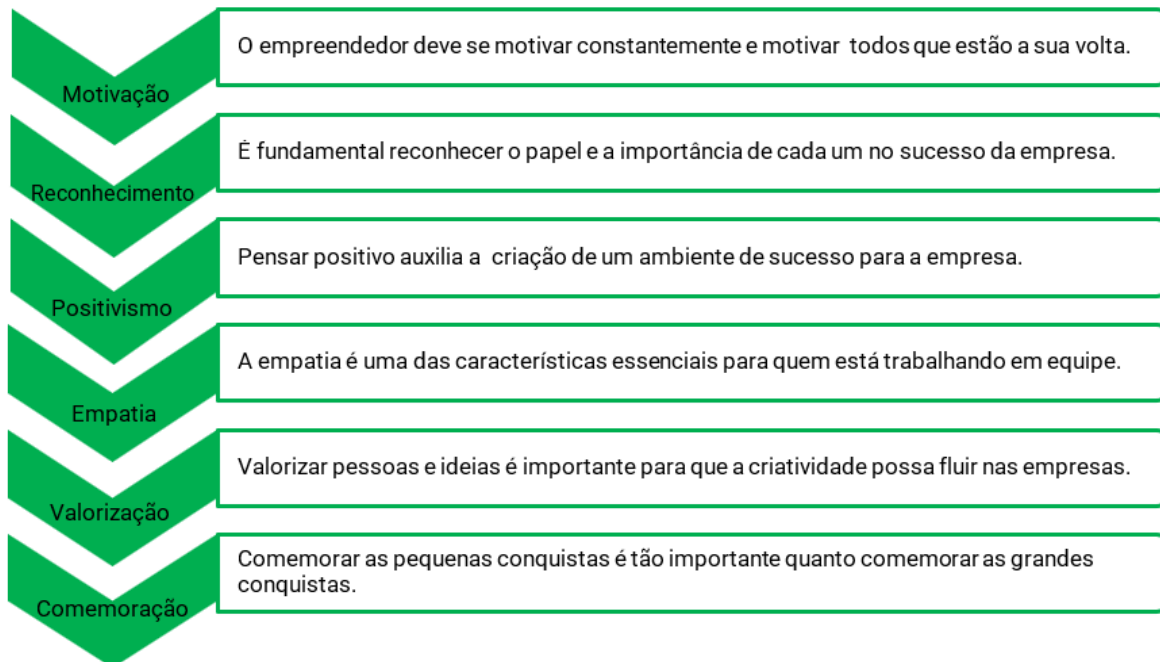 Motivação
O empreendedor deve se motivar constantemente e motivar todos que estão a sua volta.
Reconhecimento
É fundamental reconhecer o papel e a importância de cada um no sucesso da empresa.
Positivismo
Pensar positivo auxilia a criação de um ambiente de sucesso para a empresa.
Empatia
A empatia é uma das características essenciais para quem está trabalhando em equipe.
Valorização
Valorizar pessoas e ideias é importante para que a criatividade possa fluir nas empresas.
Comemoração
Comemorar as pequenas conquistas é tão importante quanto comemorar as grandes
conquistas.